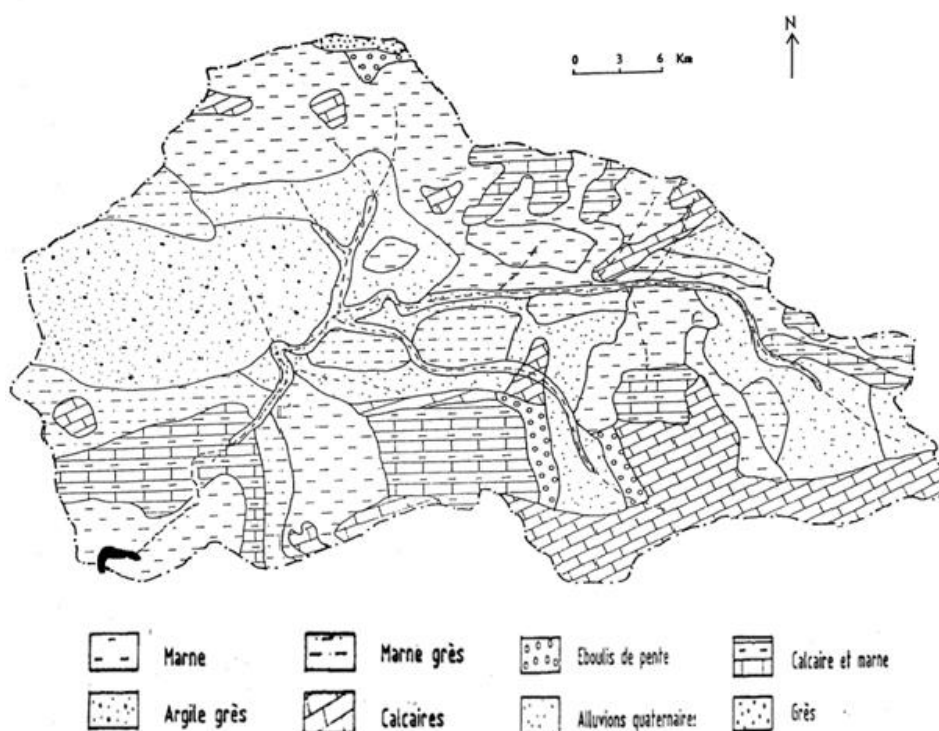 N
0 3 6 Km
Marne
Marne grès
Eboulis de pente
Calcaire et marne
Argile grès
Calcaires
Alluvions quaternaires
Grès